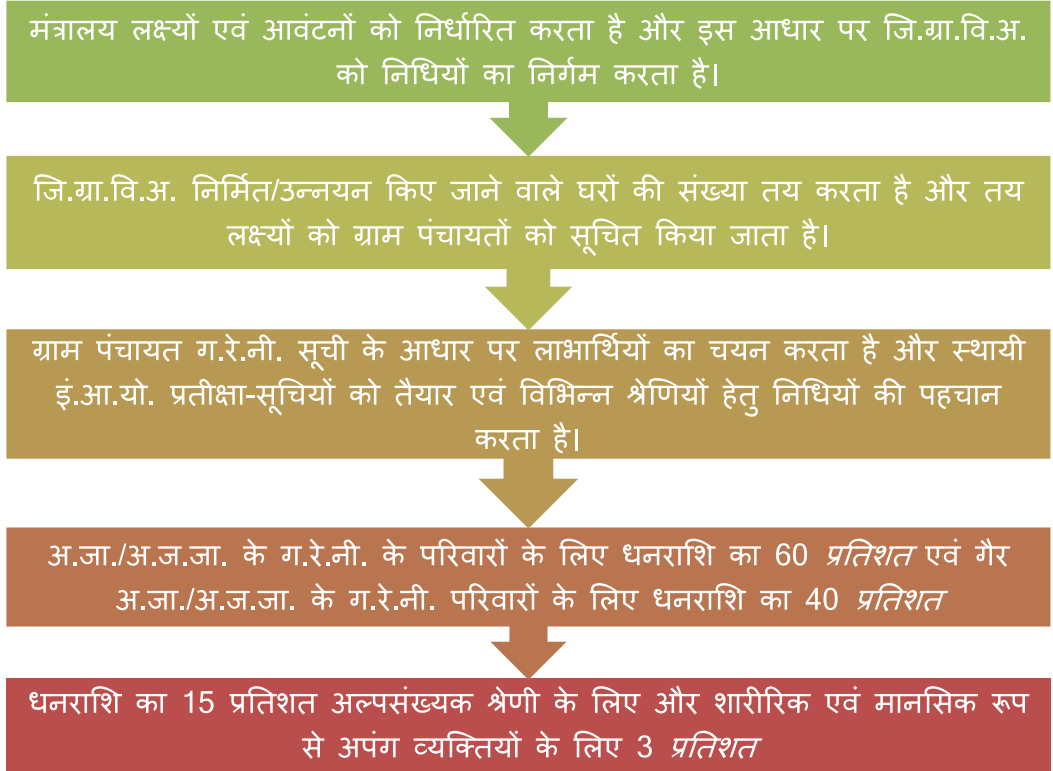 मंत्रालय लक्ष्यों एवं आवंटनों को निर्धारित करता है और इस आधार पर जि.ग्रा.वि.अ.
को निधियों का निर्गम करता है।
जि.ग्रा.वि.अ. निर्मित/उन्नयन किए जाने वाले घरों की संख्या तय करता है और तय
लक्ष्यों को ग्राम पंचायतों को सूचित किया जाता है।
ग्राम पंचायत ग.रे.नी. सूची के आधार पर लाभार्थियों का चयन करता है और स्थायी
इं.आ.यो. प्रतीक्षा-सूचियों को तैयार एवं विभिन्न श्रेणियों हेतु निधियों की पहचान
करता है।
अ.जा./अ.ज.जा. के ग.रे.नी. के परिवारों के लिए धनराशि का 60 प्रतिशत एवं गैर
अ.जा./अ.ज.जा. के ग.रे.नी. परिवारों के लिए धनराशि का 40 प्रतिशत
धनराशि का 15 प्रतिशत अल्पसंख्यक श्रेणी के लिए और शारीरिक एवं मानसिक रूप
से अपंग व्यक्तियों के लिए 3 प्रतिशत